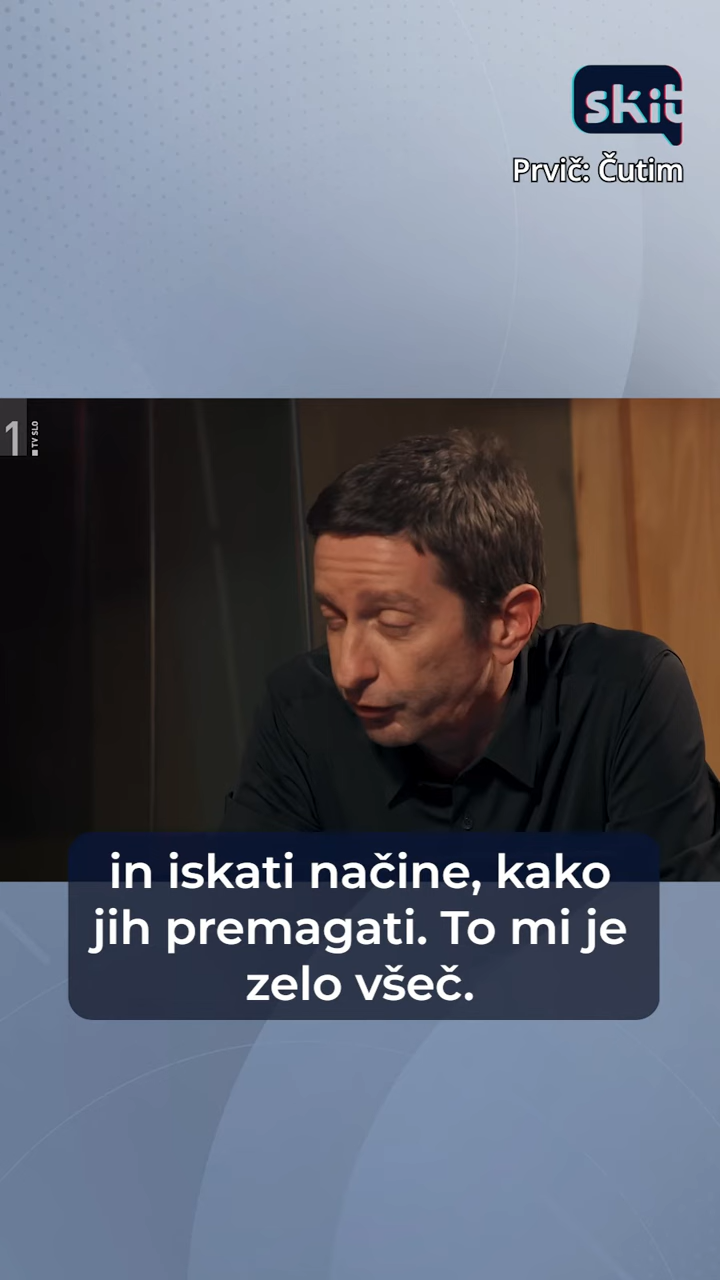 skit
Prvič: Čutim
1
TV SLO
in iskati načine, kako
jih premagati. To mi je
zelo všeč.